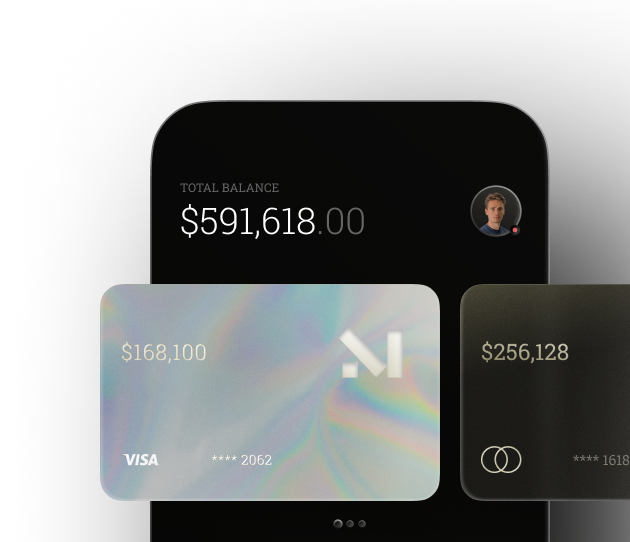 TOTAL BALANCE
$591,618.00
$168,100
$256,128
VISA
**** 2062
**** 1618